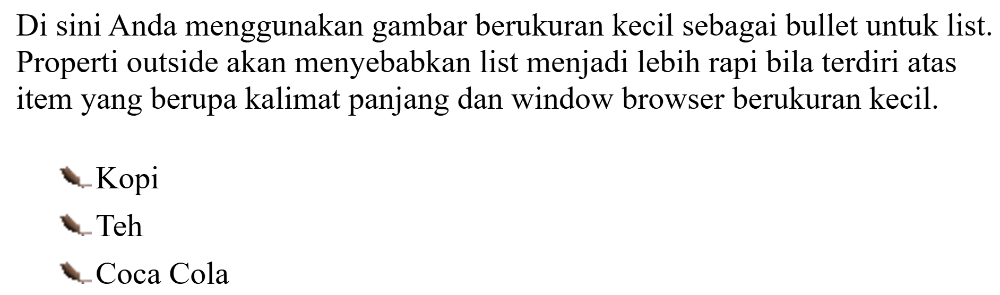 Di sini Anda menggunakan gambar berukuran kecil sebagai bullet untuk list.
Properti outside akan menyebabkan list menjadi lebih rapi bila terdiri atas
item yang berupa kalimat panjang dan window browser berukuran kecil.
Kopi
Teh
Coca Cola